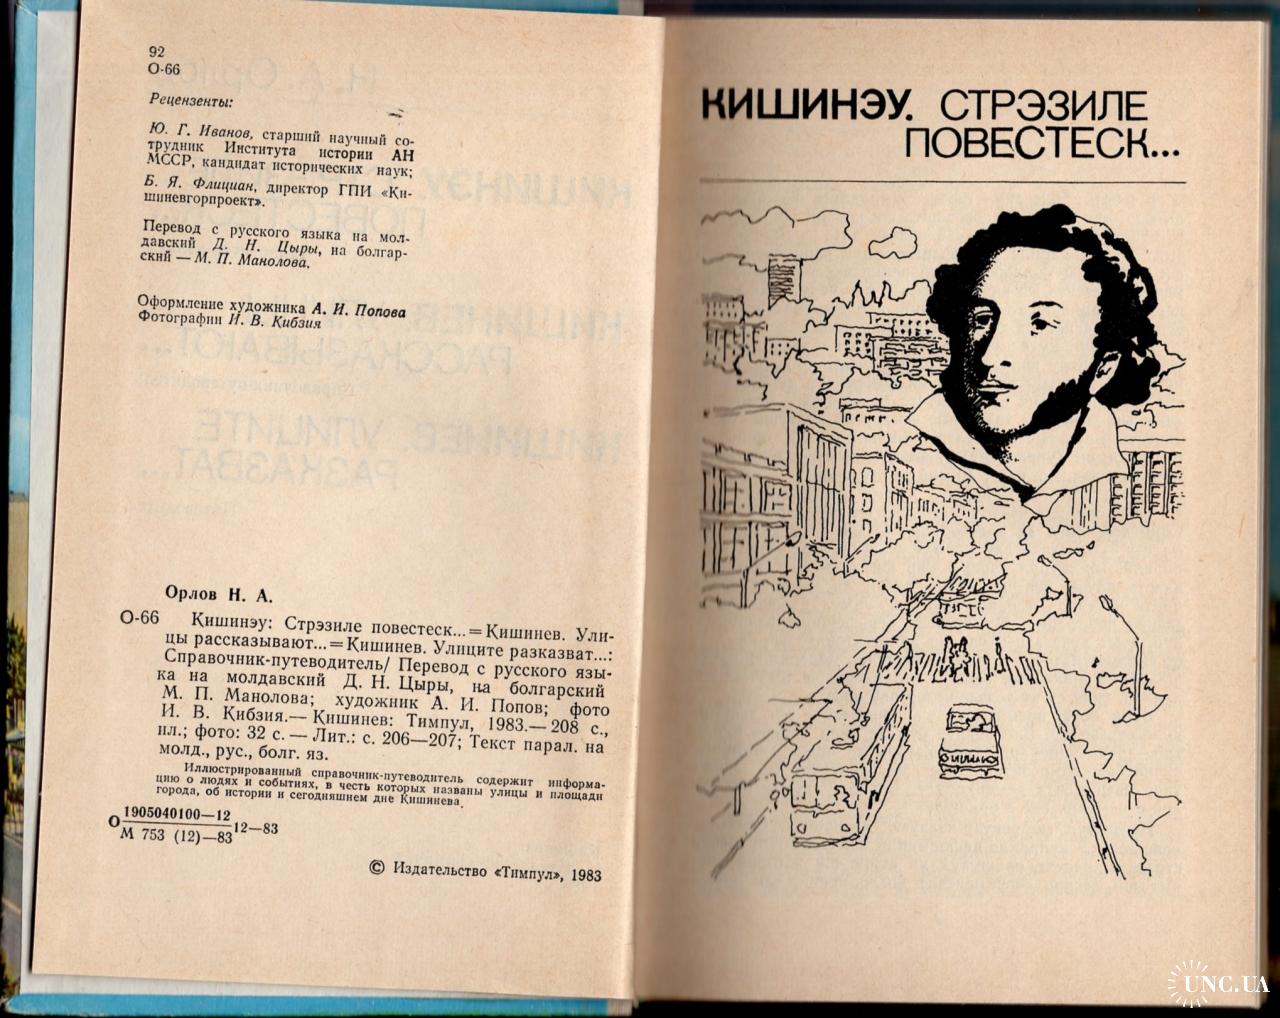 92
О-66
Рецензенты:
Ю. Г. Иванов, старший научный со-
трудник Института истории АН
МССР, кандидат исторических наук;
Б. Я. Флициан, директор ГПИ «Ки-
шиневгорпроект».
Перевод с русского языка на мол-
давский Д. Н. Цыры, на болгар-
ский — М. П. Манолова.
Оформление художника А. И. Попова
Фотографии И. В. Кибзия
Орлов Н. А.
О-66 Кишинэу: Стрэзиле повестеск...=Кишинев. Ули-
цы рассказывают...=Кишинев. Улиците разказват...:
Справочник-путеводитель/ Перевод с русского язы-
ка на молдавский Д. Н. Цыры, на болгарский
М. П. Манолова; художник А. И. Попов; фото
И. В. Кибзия.— Кишинев: Тимпул, 1983.— 208 с.,
ил.; фото: 32 с. — Лит.: с. 206—207; Текст парал. на
молд., рус., болг. яз.
Иллюстрированный справочник-путеводитель содержит информа-
цию о людях и событиях, в честь которых названы улицы и площади
города, об истории и сегодняшнем дне Кишинева.
О 1905040100—12 12—83
М 753 (12)—83
© Издательство «Тимпул», 1983
КИШИНЭУ. СТРЭЗИЛЕ
ПОВЕСТЕСК...
UNC.UA